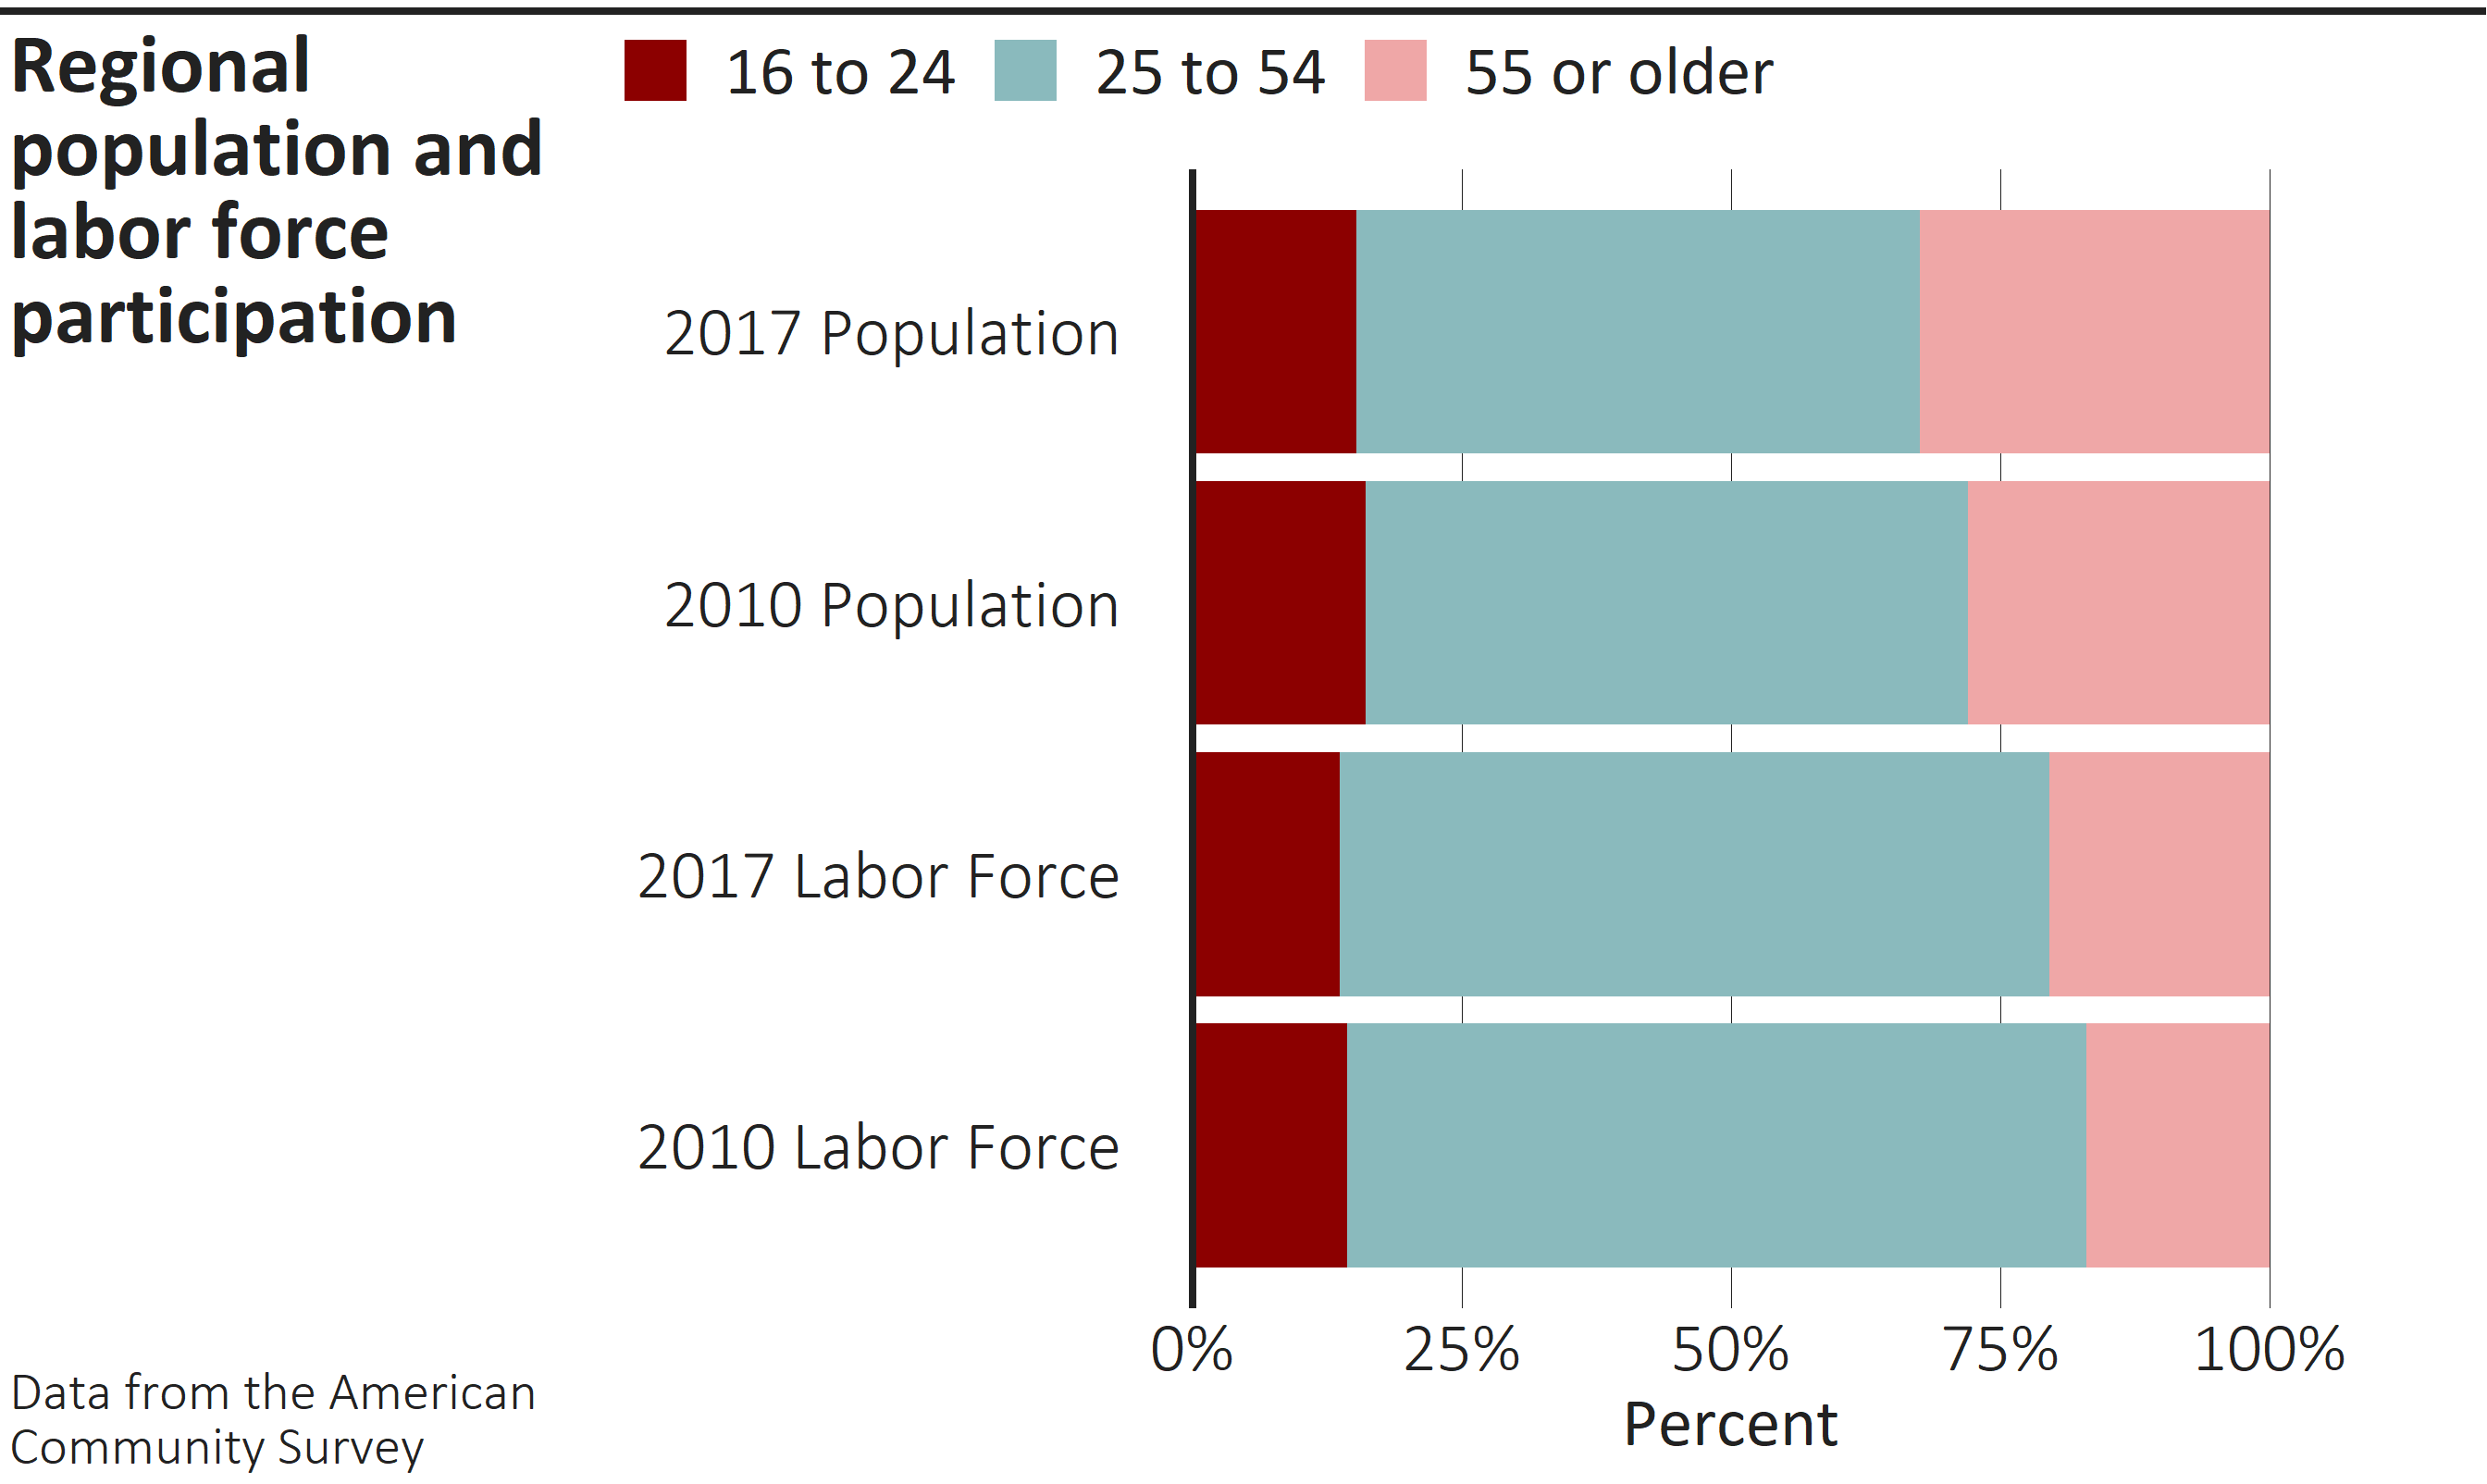 Regional
population and
labor force
participation
16 to 24
25 to 54
55 or older
2017 Population
2010 Population
2017 Labor Force
2010 Labor Force
0% 25% 50% 75% 100%
Percent
Data from the American
Community Survey